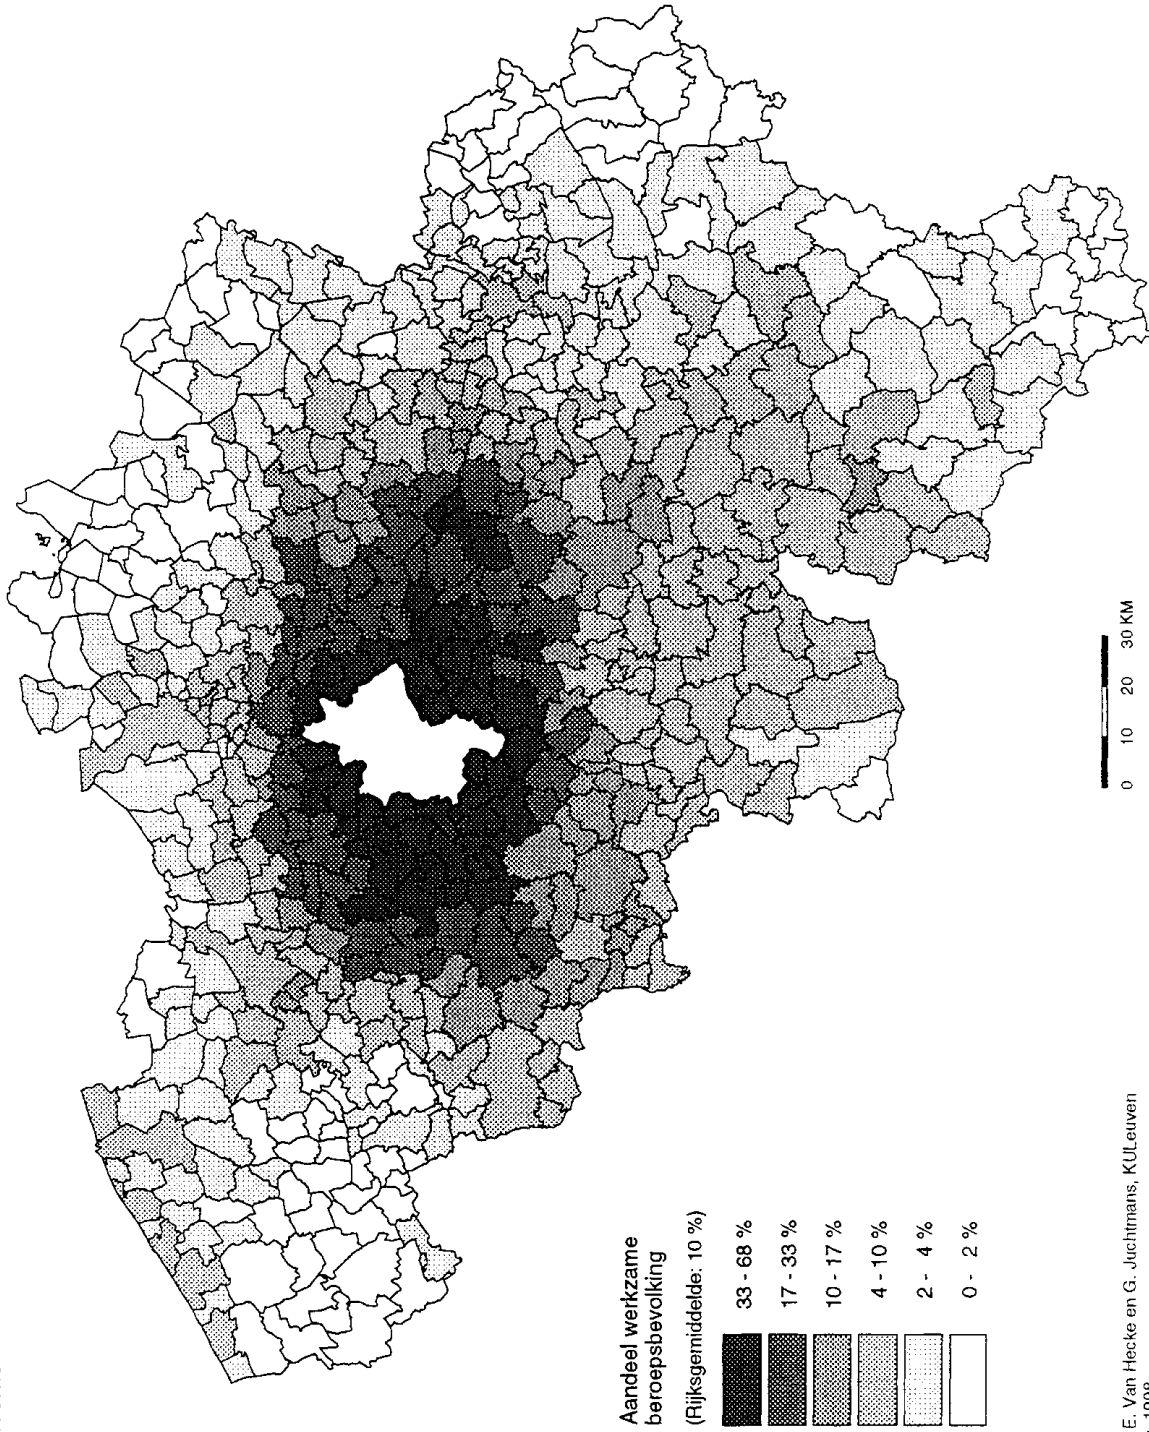 Aandeel werkzame
beroepsbevolking
(Rijksgemiddelde: 10 %)
33 - 68 %
17 - 33 %
10 - 17 %
4 - 10 %
2 - 4 %
0 - 2 %
0 10 20 30 KM
E. Van Hecke en G. Juchtmans, KULeuven
1998